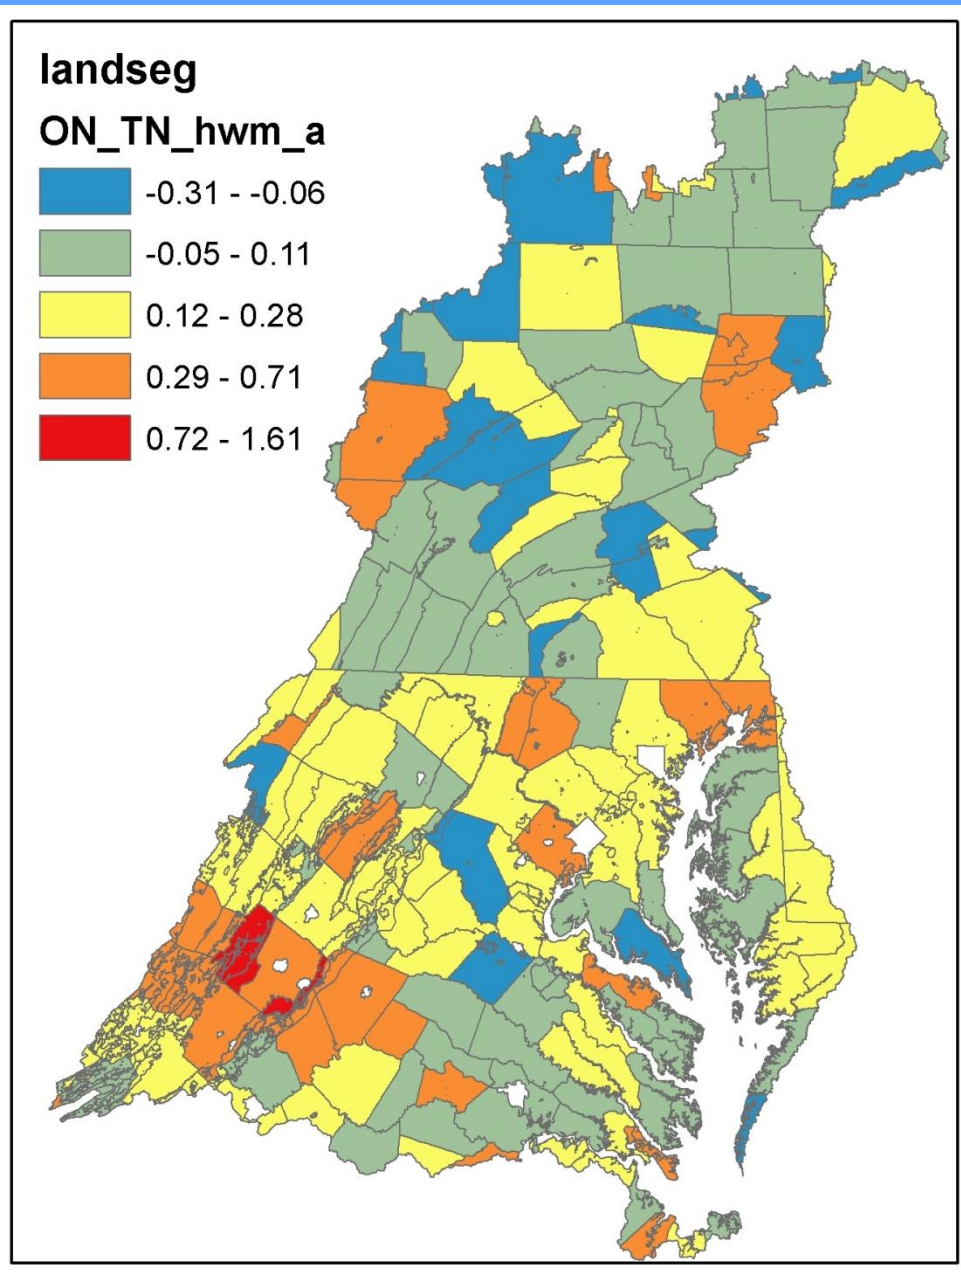 landseg
ON_TN_hwm_a
-0.31 - -0.06
-0.05 - 0.11
0.12 - 0.28
0.29 - 0.71
0.72 - 1.61